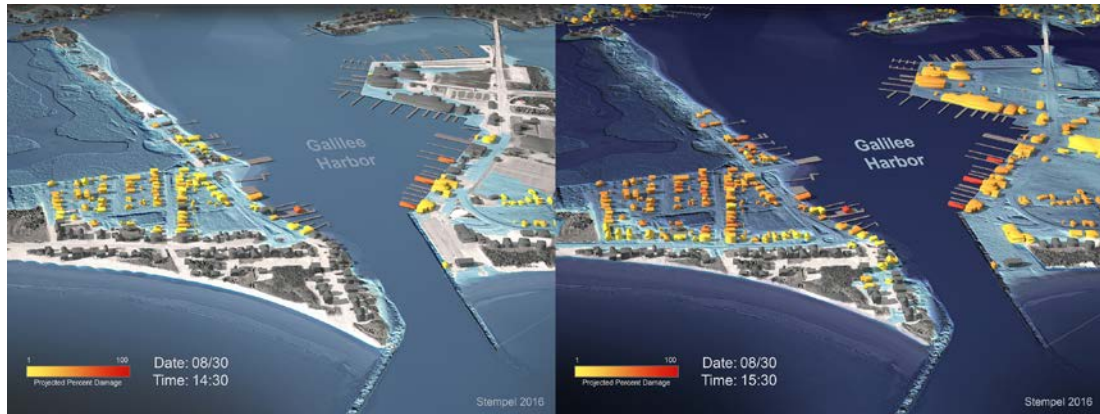 Galilee
Harbor
1
100
Projected Percent Damage
Date: 08/30
Time: 14:30
Stempel 2016
Galilee
Harbor
1
100
Projected Percent Damage
Date: 08/30
Time: 15:30
Stempel 2016